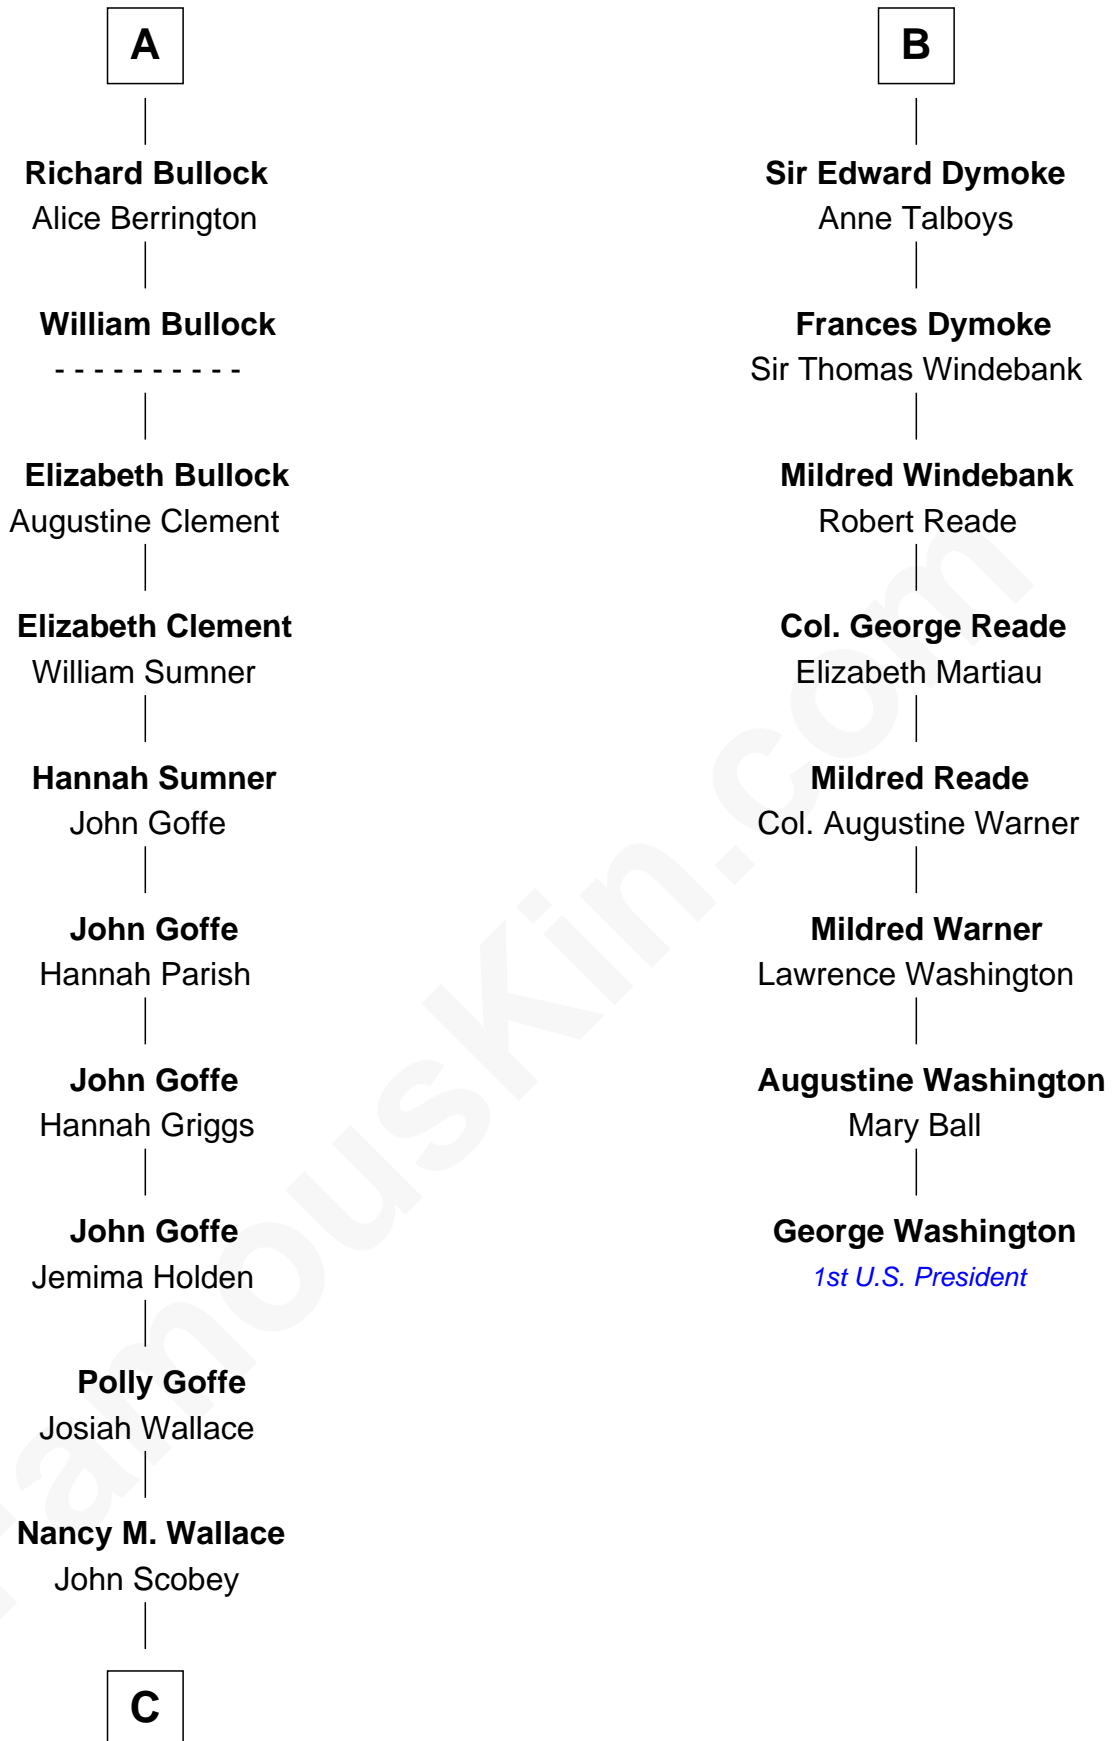 A
Richard Bullock
Alice Berrington
William Bullock
- - - - - - - - - -
Elizabeth Bullock
Augustine Clement
Elizabeth Clement
William Sumner
Hannah Sumner
John Goffe
John Goffe
Hannah Parish
John Goffe
Hannah Griggs
John Goffe
Jemima Holden
Polly Goffe
Josiah Wallace
Nancy M. Wallace
John Scobey
C
B
Sir Edward Dymoke
Anne Talboys
Frances Dymoke
Sir Thomas Windebank
Mildred Windebank
Robert Reade
Col. George Reade
Elizabeth Martiau
Mildred Reade
Col. Augustine Warner
Mildred Warner
Lawrence Washington
Augustine Washington
Mary Ball
George Washington
1st U.S. President
FamousKin.com